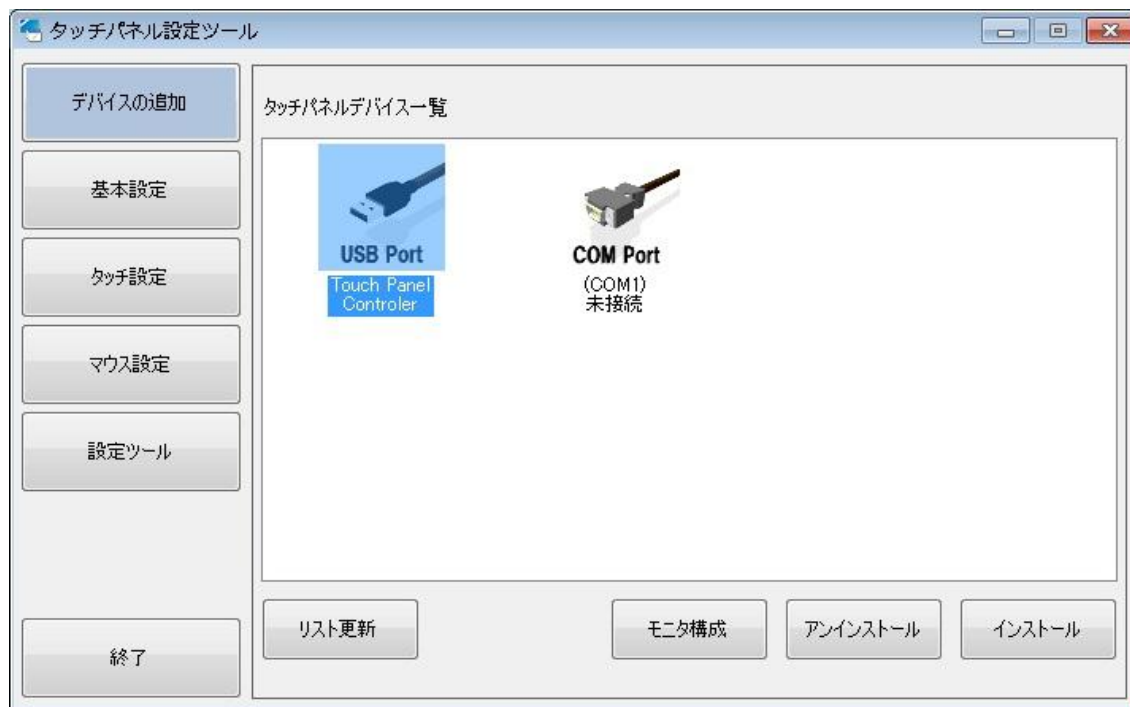 タッチパネル設定ツール
デバイスの追加
基本設定
タッチ設定
マウス設定
設定ツール
終了
タッチパネルデバイス一覧
USB Port
Touch Panel
Controler
COM Port
(COM1)
未接続
リスト更新
モニタ構成
アンインストール
インストール